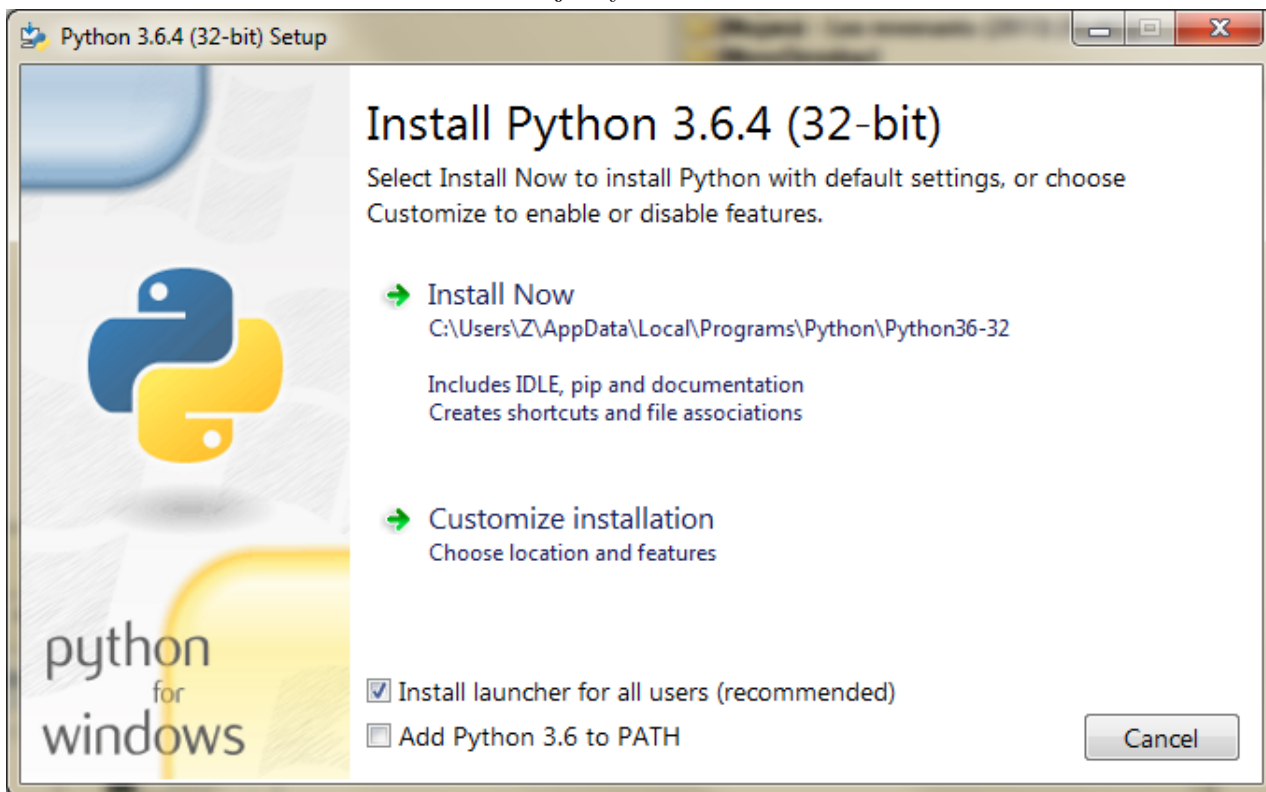 Python 3.6.4 (32-bit) Setup
Install Python 3.6.4 (32-bit)
Select Install Now to install Python with default settings, or choose
Customize to enable or disable features.
Install Now
C:\Users\Z\AppData\Local\Programs\Python\Python36-32
Includes IDLE, pip and documentation
Creates shortcuts and file associations
Customize installation
Choose location and features
python
for
windows
Install launcher for all users (recommended)
Add Python 3.6 to PATH
Cancel